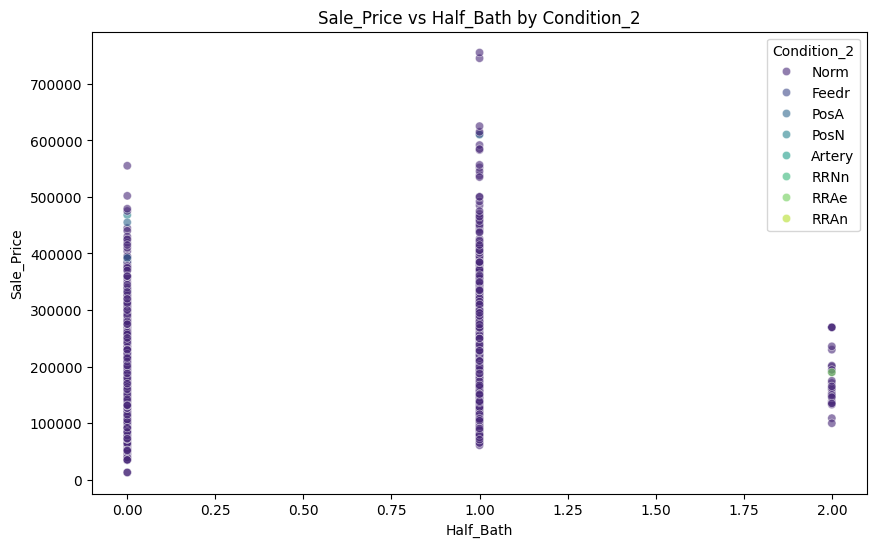 Sale_Price vs Half_Bath by Condition_2
Condition_2
Norm
Feedr
PosA
PosN
Artery
RRNn
RRAe
RRAn
Sale_Price
700000
600000
500000
400000
300000
200000
100000
0
0.00 0.25 0.50 0.75 1.00 1.25 1.50 1.75 2.00
Half_Bath